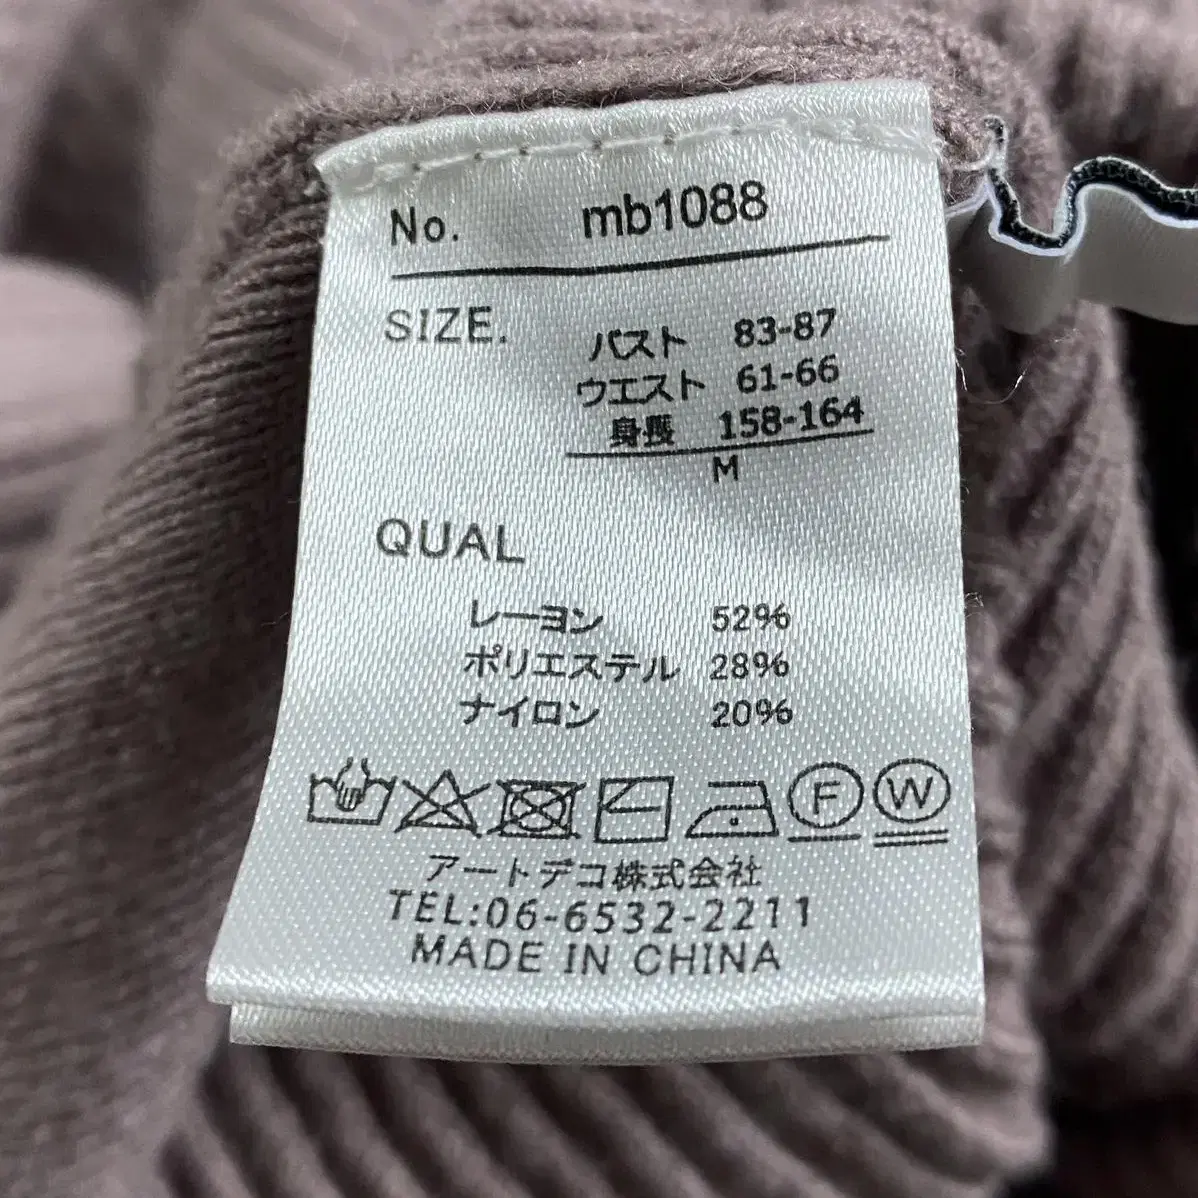 No. mb1088
SIZE. バスト 83-87
ウエスト 61-66
身長 158-164
M
QUAL
レーヨン 52%
ポリエステル 28%
ナイロン 20%
F W
アートデコ株式会社
TEL:06-6532-2211
MADE IN CHINA